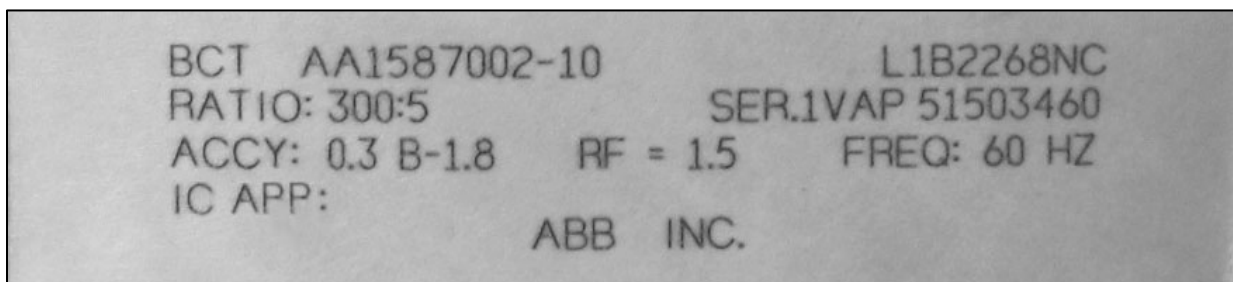 BCT AA1587002-10 L1B2268NC
RATIO: 300:5 SER.1VAP 51503460
ACCY: 0.3 B-1.8 RF = 1.5 FREQ: 60 HZ
IC APP:
ABB INC.